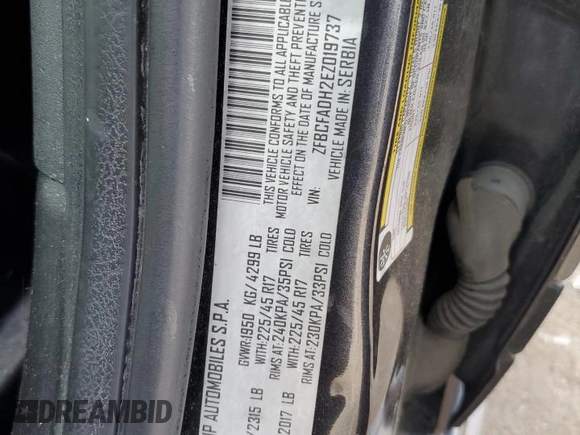 IP AUTOMOBILES S.P.A.
GVWR:1950 KG/4299 LB
/2315 LB WITH:225/45 R17 TIRES
RIMS AT:240KPA/35PSI COLD
2017 LB WITH:225/45 R17 TIRES
RIMS AT:230KPA/33PSI COLD
THIS VEHICLE CONFORMS TO ALL APPLICABLE
MOTOR VEHICLE SAFETY AND THEFT PREVENTION S
EFFECT ON THE DATE OF MANUFACTURE S
VIN: ZFBCFADH2EZ019737
VEHICLE MADE IN SERBIA
DREAMBID